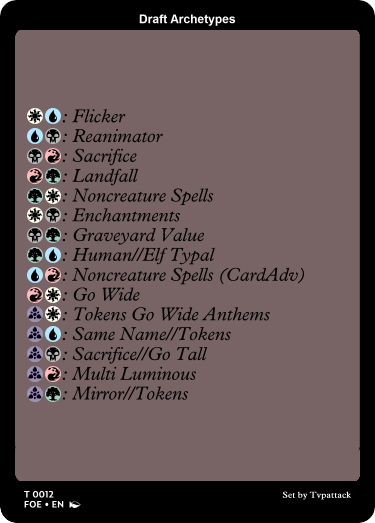 Draft Archetypes
: Flicker
: Reanimator
: Sacrifice
: Landfall
: Noncreature Spells
: Enchantments
: Graveyard Value
: Human//Elf Typal
: Noncreature Spells (CardAdv)
: Go Wide
: Tokens Go Wide Anthems
: Same Name//Tokens
: Sacrifice//Go Tall
: Multi Luminous
: Mirror//Tokens
T 0012
FOE • EN
Set by Tvpattack